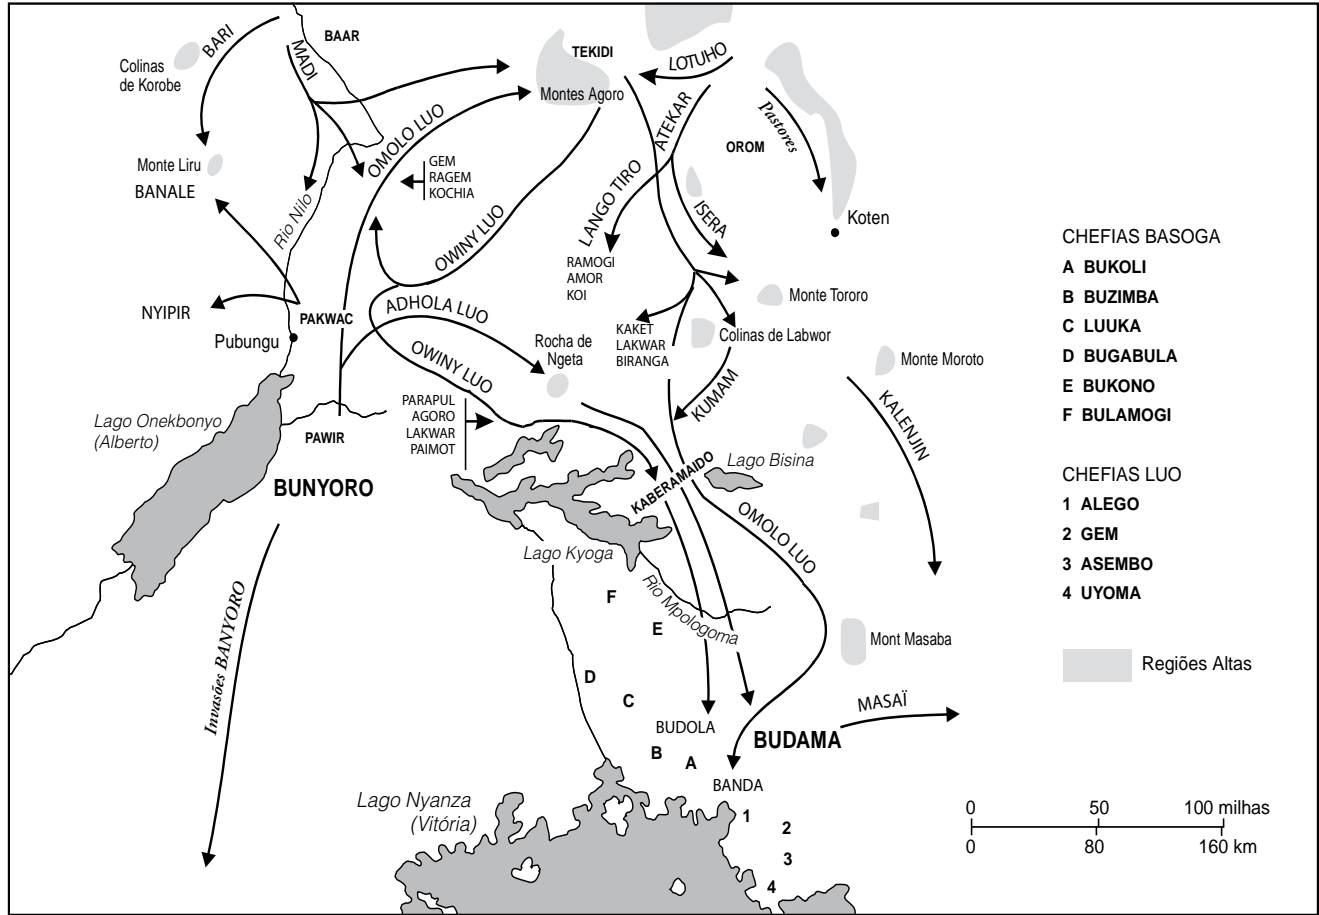 BARI
BAAR
MADI
Colinas
de Korobe
TEKIDI
LOTUHO
Montes Agoro
OMOLO LUO
ATEKAR
Pastores
OROM
Monte Liru
BANALE
GEM
RAGEM
KOCHIA
Rio Nilo
LANGO TIRO
ISERA
Koten
OWINY LUO
RAMOGI
AMOR
KOI
NYIPIR
PAKWAC
ADHOLA LUO
Monte Tororo
Pubungu
Rocha de
Ngeta
KAKET
LAKWAR
BIRANGA
Colinas de Labwor
Monte Moroto
OWINY LUO
KUMAM
KALENJIN
Lago Onekbonyo
(Alberto)
PARAPUL
AGORO
LAKWAR
PAIMOT
PAWIR
BUNYORO
KABERAMAIDO
Lago Bisina
OMOLO LUO
Lago Kyoga
Rio Mpologoma
F
E
Mont Masaba
Invasões BANYORO
D
C
MASAÏ
BUDOLA
BUDAMA
B
A
BANDA
Lago Nyanza
(Vitória)
1
2
3
4
CHEFIAS BASOGA
A BUKOLI
B BUZIMBA
C LUUKA
D BUGABULA
E BUKONO
F BULAMOGI
CHEFIAS LUO
1 ALEGO
2 GEM
3 ASEMBO
4 UYOMA
Regiões Altas
0 50 100 milhas
0 80 160 km